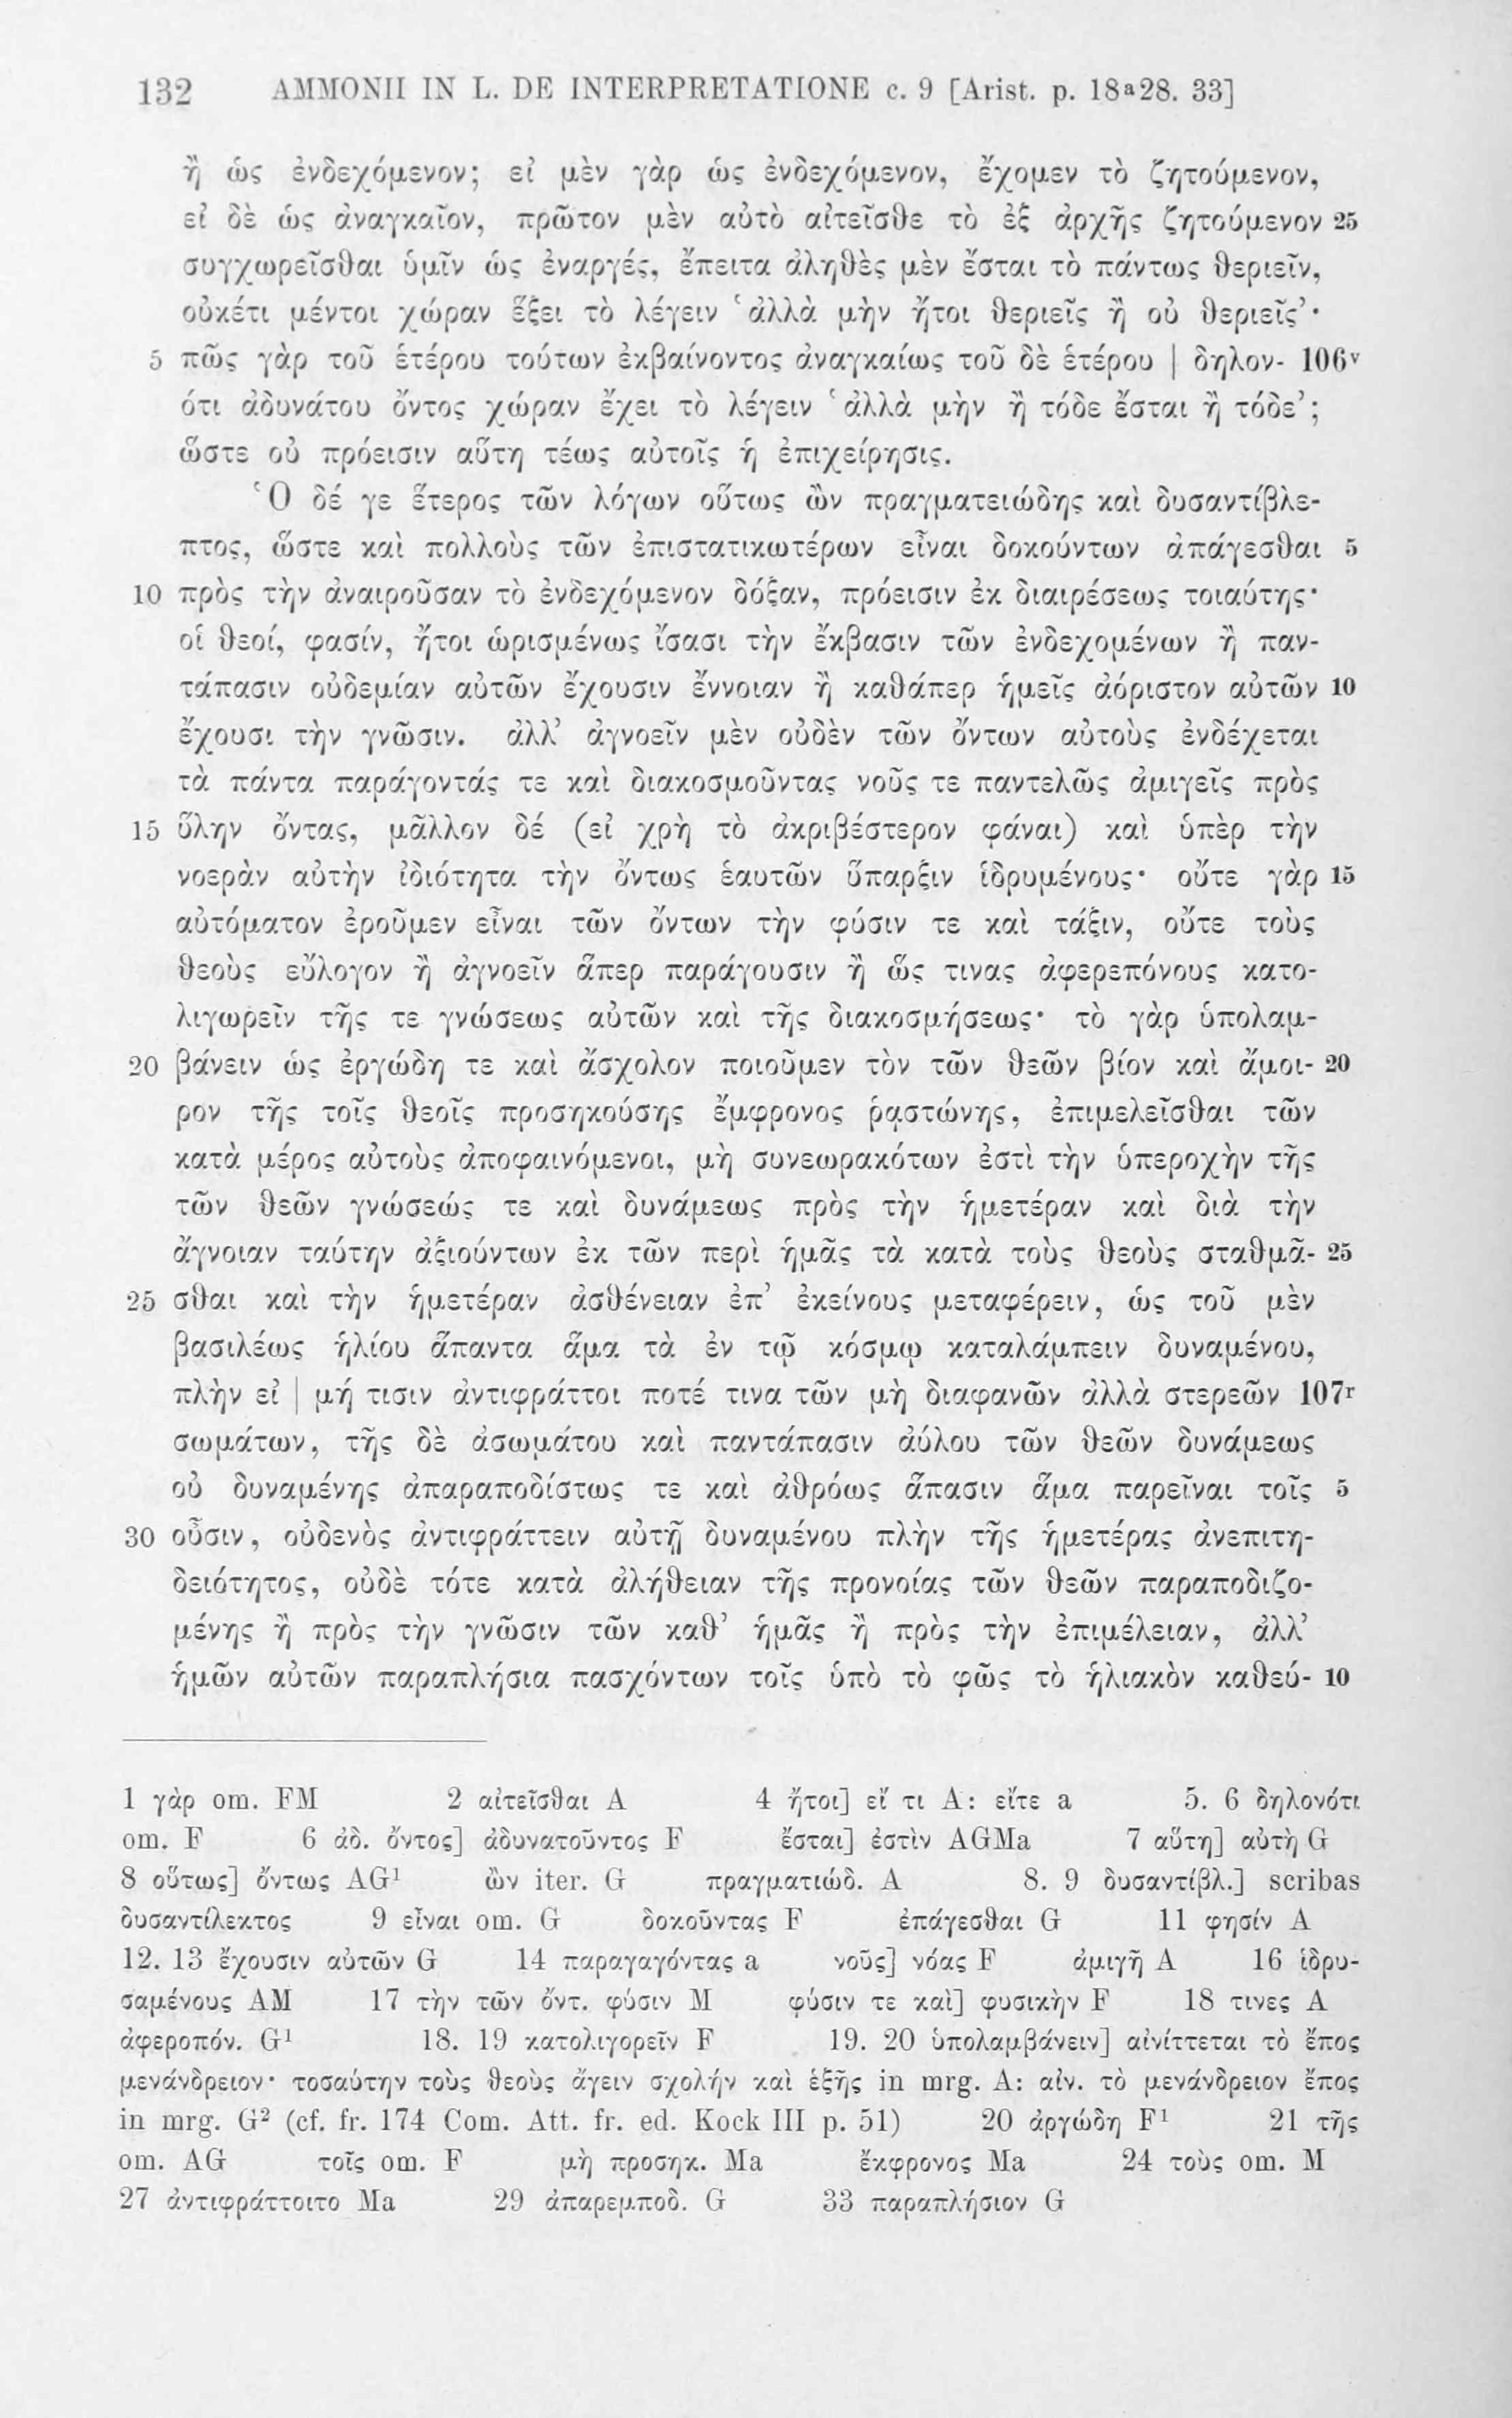 132 AMMONII IN L. DE INTERPRETATIONE c. 9 [Arist. p. 18ᵃ28. 33]
ἢ ὡς ἐνδεχόμενον; εἰ μὲν γὰρ ὡς ἐνδεχόμενον, ἔχομεν τὸ ζητούμενον,
εἰ δὲ ὡς ἀναγκαῖον, πρῶτον μὲν αὐτὸ αἰτεῖσθε τὸ ἐξ ἀρχῆς ζητούμενον 25
συγχωρεῖσθαι ὑμῖν ὡς ἐναργές, ἔπειτα ἀληθὲς μὲν ἔσται τὸ πάντως θεριεῖν,
οὐκέτι μέντοι χώραν ἕξει τὸ λέγειν ‘ἀλλὰ μὴν ἤτοι θεριεῖς ἢ οὐ θεριεῖς’·
5 πῶς γὰρ τοῦ ἑτέρου τούτων ἐκβαίνοντος ἀναγκαίως τοῦ δὲ ἑτέρου | δηλον- 106ᵛ
ότι ἀδυνάτου ὄντος χώραν ἔχει τὸ λέγειν ‘ἀλλὰ μὴν ἢ τόδε ἔσται ἢ τόδε’;
ὥστε οὐ πρόεισιν αὕτη τέως αὐτοῖς ἡ ἐπιχείρησις.
Ὁ δέ γε ἕτερος τῶν λόγων οὕτως ὢν πραγματειώδης καὶ δυσαντίβλε-
πτος, ὥστε καὶ πολλοὺς τῶν ἐπιστατικωτέρων εἶναι δοκούντων ἀπάγεσθαι 5
10 πρὸς τὴν ἀναιροῦσαν τὸ ἐνδεχόμενον δόξαν, πρόεισιν ἐκ διαιρέσεως τοιαύτης·
οἱ θεοί, φασίν, ἤτοι ὡρισμένως ἴσασι τὴν ἔκβασιν τῶν ἐνδεχομένων ἢ παν-
τάπασιν οὐδεμίαν αὐτῶν ἔχουσιν ἔννοιαν ἢ καθάπερ ἡμεῖς ἀόριστον αὐτῶν 10
ἔχουσι τὴν γνῶσιν. ἀλλ’ ἀγνοεῖν μὲν οὐδὲν τῶν ὄντων αὐτοὺς ἐνδέχεται
τὰ πάντα παράγοντάς τε καὶ διακοσμοῦντας νοῦς τε παντελῶς ἀμιγεῖς πρὸς
15 ὕλην ὄντας, μᾶλλον δέ (εἰ χρὴ τὸ ἀκριβέστερον φάναι) καὶ ὑπὲρ τὴν
νοερὰν αὐτὴν ἰδιότητα τὴν ὄντως ἑαυτῶν ὕπαρξιν ἱδρυμένους· οὔτε γὰρ 15
αὐτόματον ἐροῦμεν εἶναι τῶν ὄντων τὴν φύσιν τε καὶ τάξιν, οὔτε τοὺς
θεοὺς εὔλογον ἢ ἀγνοεῖν ἅπερ παράγουσιν ἢ ὥς τινας ἀφερεπόνους κατο-
λιγωρεῖν τῆς τε γνώσεως αὐτῶν καὶ τῆς διακοσμήσεως· τὸ γὰρ ὑπολαμ-
20 βάνειν ὡς ἐργώδη τε καὶ ἄσχολον ποιοῦμεν τὸν τῶν θεῶν βίον καὶ ἄμοι- 20
ρον τῆς τοῖς θεοῖς προσηκούσης ἔμφρονος ῥᾳστώνης, ἐπιμελεῖσθαι τῶν
κατὰ μέρος αὐτοὺς ἀποφαινόμενοι, μὴ συνεωρακότων ἐστὶ τὴν ὑπεροχὴν τῆς
τῶν θεῶν γνώσεώς τε καὶ δυνάμεως πρὸς τὴν ἡμετέραν καὶ διὰ τὴν
ἄγνοιαν ταύτην ἀξιούντων ἐκ τῶν περὶ ἡμᾶς τὰ κατὰ τοὺς θεοὺς σταθμᾶ- 25
25 σθαι καὶ τὴν ἡμετέραν ἀσθένειαν ἐπ’ ἐκείνους μεταφέρειν, ὡς τοῦ μὲν
βασιλέως ἡλίου ἅπαντα ἅμα τὰ ἐν τῷ κόσμῳ καταλάμπειν δυναμένου,
πλὴν εἰ | μή τισιν ἀντιφράττοι ποτέ τινα τῶν μὴ διαφανῶν ἀλλὰ στερεῶν 107ʳ
σωμάτων, τῆς δὲ ἀσωμάτου καὶ παντάπασιν ἀύλου τῶν θεῶν δυνάμεως
οὐ δυναμένης ἀπαραποδίστως τε καὶ ἀθρόως ἅπασιν ἅμα παρεῖναι τοῖς 5
30 οὖσιν, οὐδενὸς ἀντιφράττειν αὐτῇ δυναμένου πλὴν τῆς ἡμετέρας ἀνεπιτη-
δειότητος, οὐδὲ τότε κατὰ ἀλήθειαν τῆς προνοίας τῶν θεῶν παραποδιζο-
μένης ἢ πρὸς τὴν γνῶσιν τῶν καθ’ ἡμᾶς ἢ πρὸς τὴν ἐπιμέλειαν, ἀλλ’
ἡμῶν αὐτῶν παραπλήσια πασχόντων τοῖς ὑπὸ τὸ φῶς τὸ ἡλιακὸν καθεύ- 10
1 γὰρ om. FM 2 αἰτεῖσθαι A 4 ἤτοι] εἴ τι A: εἴτε a 5. 6 δηλονότι
om. F 6 ἀδ. ὄντος] ἀδυνατοῦντος F ἔσται] ἐστὶν AGMa 7 αὕτη] αὐτὴ G
8 οὕτως] ὄντως AG¹ ὢν iter. G πραγματιώδ. A 8. 9 δυσαντίβλ.] scribas
δυσαντίλεκτος 9 εἶναι om. G δοκοῦντας F ἐπάγεσθαι G 11 φησίν A
12. 13 ἔχουσιν αὐτῶν G 14 παραγαγόντας a νοῦς] νόας F ἀμιγῆ A 16 ἱδρυ-
σαμένους AM 17 τὴν τῶν ὄντ. φύσιν M φύσιν τε καὶ] φυσικὴν F 18 τινες A
ἀφεροπόν. G¹ 18. 19 κατολιγορεῖν F 19. 20 ὑπολαμβάνειν] αἰνίττεται τὸ ἔπος
μενάνδρειον· τοσαύτην τοὺς θεοὺς ἄγειν σχολήν καὶ ἑξῆς in mrg. A: αἰν. τὸ μενάνδρειον ἔπος
in mrg. G² (cf. fr. 174 Com. Att. fr. ed. Kock III p. 51) 20 ἀργώδη F¹ 21 τῆς
om. AG τοῖς om. F μὴ προσηκ. Ma ἔκφρονος Ma 24 τοὺς om. M
27 ἀντιφράττοιτο Ma 29 ἀπαρεμποδ. G 33 παραπλήσιον G